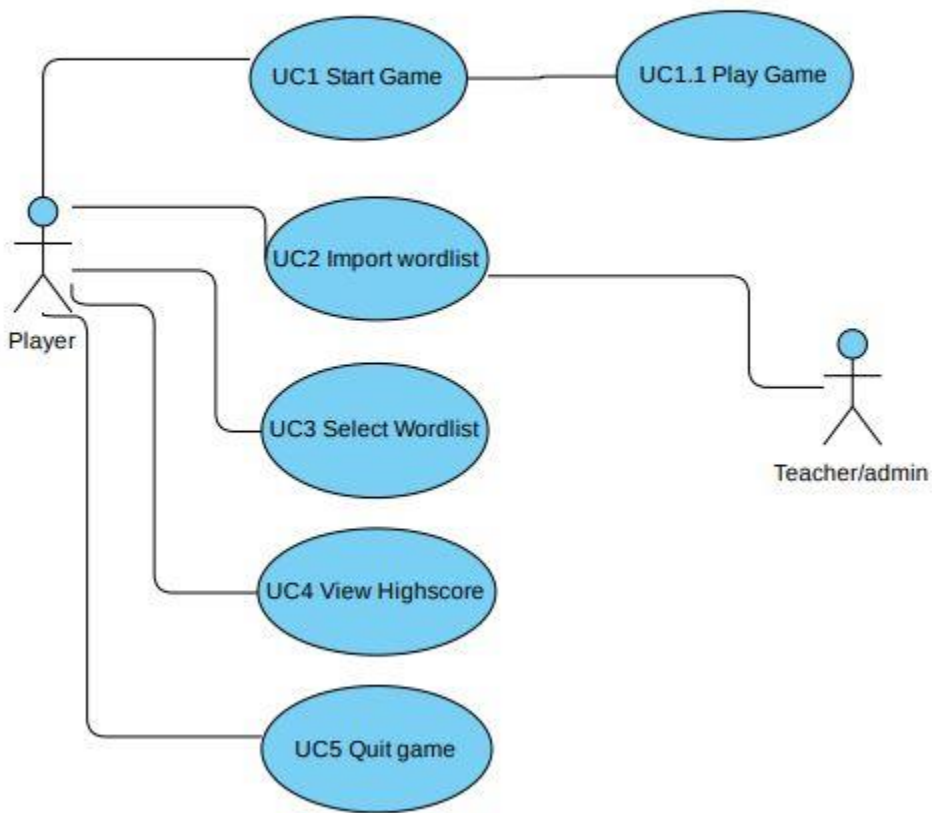 UC1 Start Game
UC1.1 Play Game
UC2 Import wordlist
Player
UC3 Select Wordlist
Teacher/admin
UC4 View Highscore
UC5 Quit game